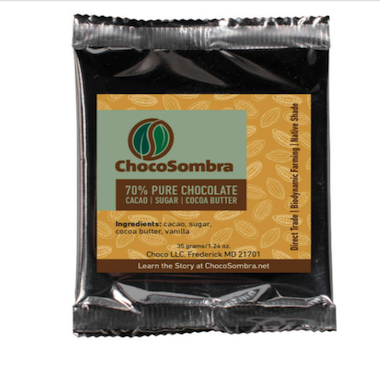 ChocoSombra
70% PURE CHOCOLATE
CACAO | SUGAR | COCOA BUTTER
Ingredients: cacao, sugar,
cocoa butter, vanilla
35 grams/1.24 oz.
Choco LLC, Frederick MD 21701
Learn the Story at ChocoSombra.net
Direct Trade | Biodynamic Farming | Native Shade